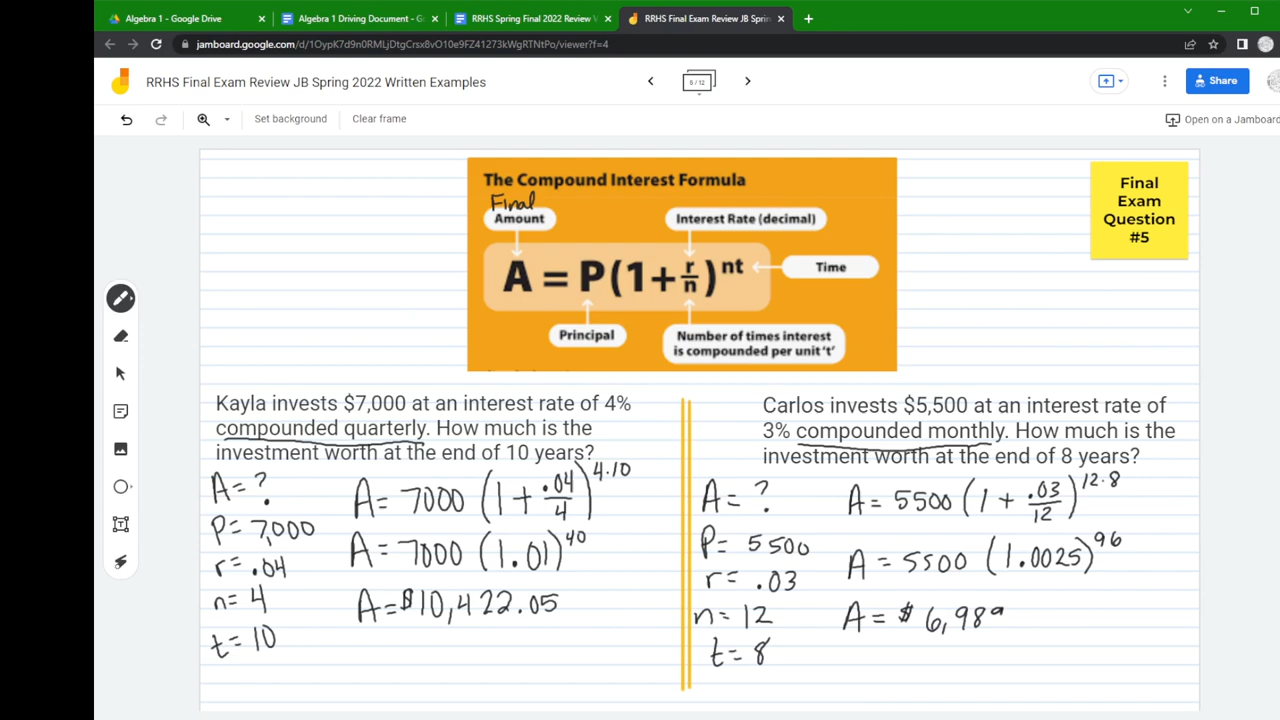 Algebra 1 - Google Drive
Algebra 1 Driving Document - G
RRHS Spring Final 2022 Review
RRHS Final Exam Review JB Sprin
jamboard.google.com/d/1OypK7d9n0RMLjDtgCrsx8vO10e9FZ41273kWgRTNtPo/viewer?f=4
RRHS Final Exam Review JB Spring 2022 Written Examples
5 / 12
Share
Set background
Clear frame
Open on a Jamboard
The Compound Interest Formula
Final
Amount
Interest Rate (decimal)
A = P(1 + r/n)^nt
Time
Principal
Number of times interest
is compounded per unit 't'
Final
Exam
Question
#5
Kayla invests $7,000 at an interest rate of 4%
compounded quarterly. How much is the
investment worth at the end of 10 years?
A = ?
P = 7,000
r = .04
n = 4
t = 10
A = 7000 (1 + .04/4)^4·10
A = 7000 (1.01)^40
A = $10,422.05
Carlos invests $5,500 at an interest rate of
3% compounded monthly. How much is the
investment worth at the end of 8 years?
A = ?
P = 5500
r = .03
n = 12
t = 8
A = 5500 (1 + .03/12)^12·8
A = 5500 (1.0025)^96
A = $ 6,98